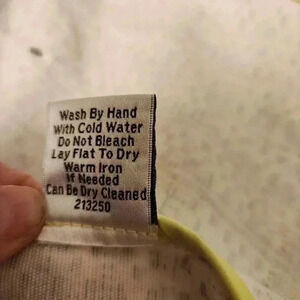 Wash By Hand
With Cold Water
Do Not Bleach
Lay Flat To Dry
Warm Iron
If Needed
Can Be Dry Cleaned
213250